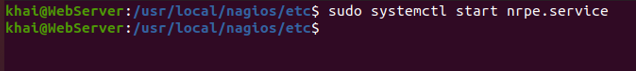 khai@WebServer:/usr/local/nagios/etc$ sudo systemctl start nrpe.service
khai@WebServer:/usr/local/nagios/etc$